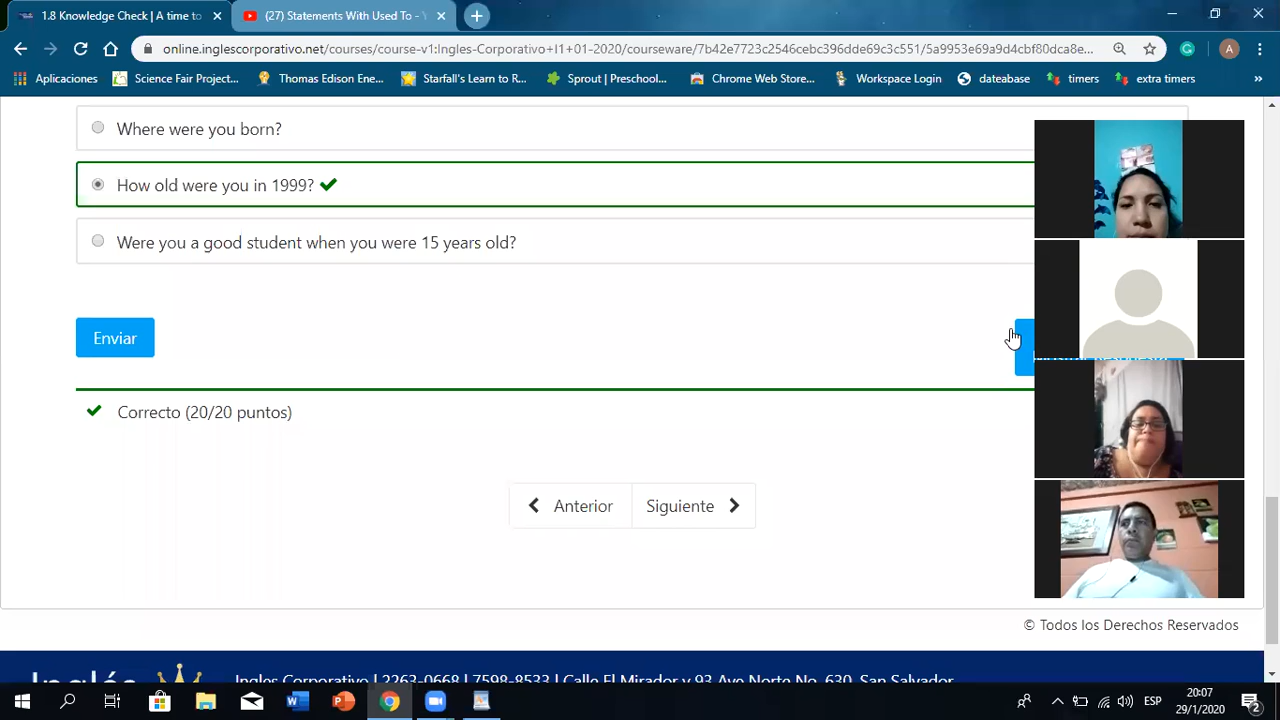 1.8 Knowledge Check | A time to
(27) Statements With Used To -
online.inglescorporativo.net/courses/course-v1:Ingles-Corporativo+I1+01-2020/courseware/7b42e7723c2546cebc396dde69c3c551/5a9953e69a9d4cbf80dca8e...
A
Aplicaciones
Science Fair Project...
Thomas Edison Ene...
Starfall's Learn to R...
Sprout | Preschool...
Chrome Web Store...
Workspace Login
dateabase
timers
extra timers
»
Where were you born?
How old were you in 1999?
Were you a good student when you were 15 years old?
Enviar
Correcto (20/20 puntos)
Anterior
Siguiente
© Todos los Derechos Reservados
Inglés
Ingles Corporativo | 2263-0668 | 7598-8533 | Calle El Mirador y 93 Ave Norte No. 630, San Salvador
ESP
20:07
29/1/2020
2